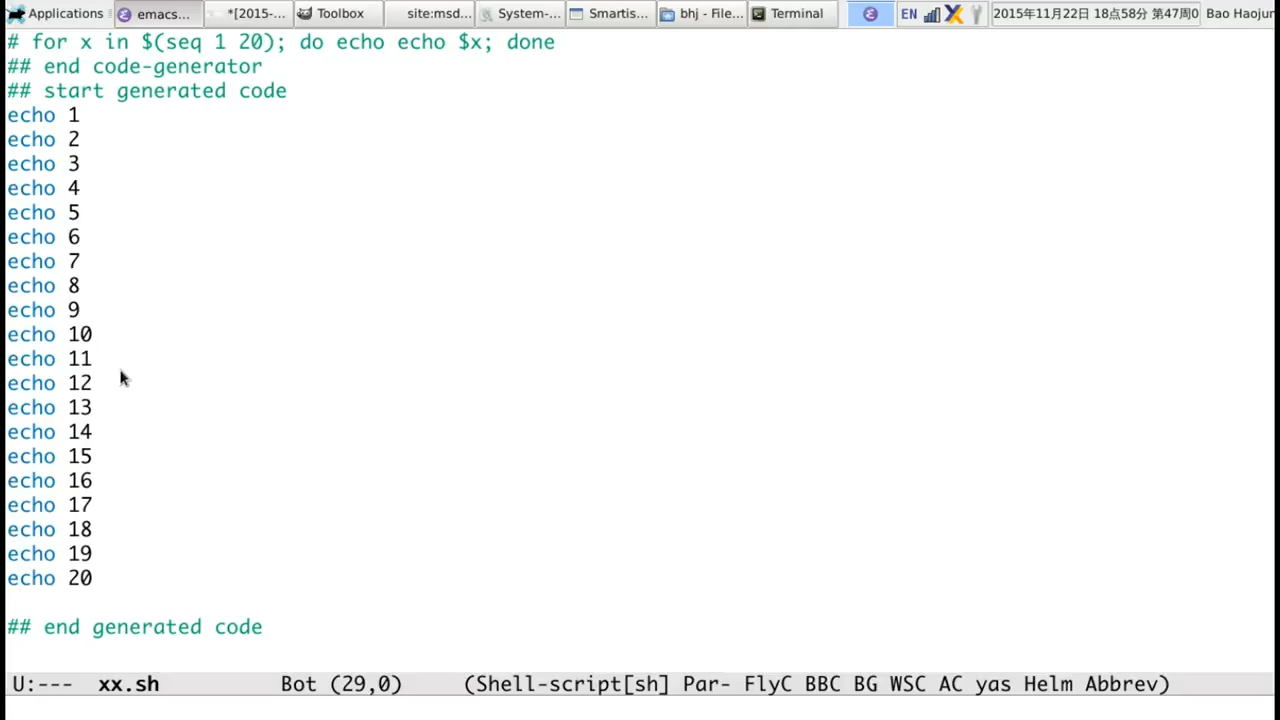 Applications emacs... *[2015-... Toolbox site:msd... System-... Smartis... bhj - File... Terminal EN 2015年11月22日 18点58分 第47周0 Bao Haojun
# for x in $(seq 1 20); do echo echo $x; done
## end code-generator
## start generated code
echo 1
echo 2
echo 3
echo 4
echo 5
echo 6
echo 7
echo 8
echo 9
echo 10
echo 11
echo 12
echo 13
echo 14
echo 15
echo 16
echo 17
echo 18
echo 19
echo 20
## end generated code
U:--- xx.sh Bot (29,0) (Shell-script[sh] Par- FlyC BBC BG WSC AC yas Helm Abbrev)